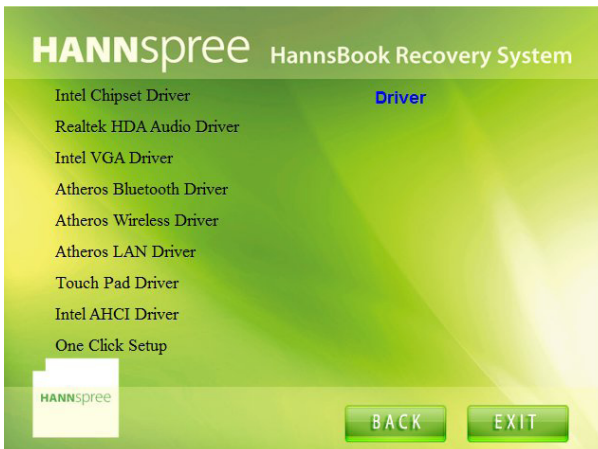 HANNspree HannsBook Recovery System
Intel Chipset Driver
Driver
Realtek HDA Audio Driver
Intel VGA Driver
Atheros Bluetooth Driver
Atheros Wireless Driver
Atheros LAN Driver
Touch Pad Driver
Intel AHCI Driver
One Click Setup
HANNspree
BACK
EXIT